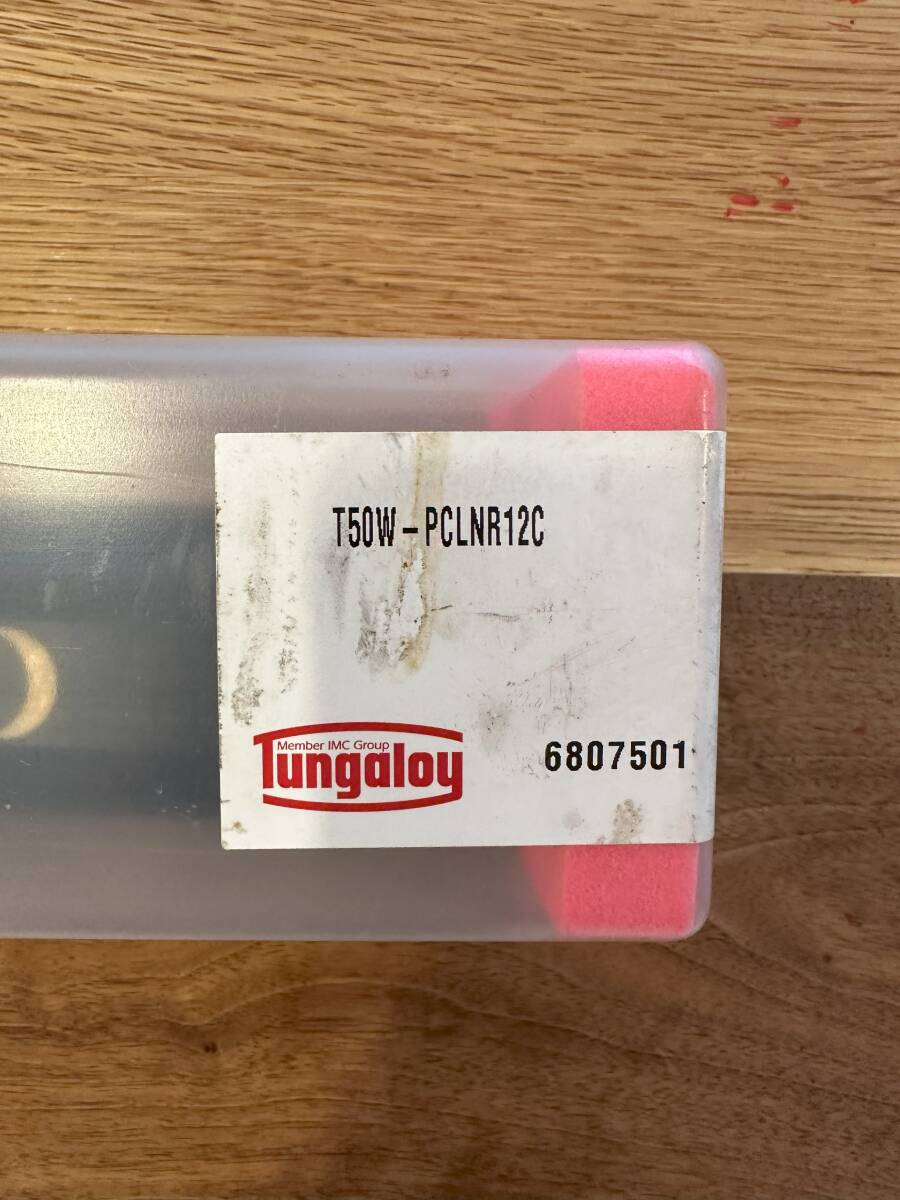 T50W-PCLNR12C
Member IMC Group
Tungaloy
6807501